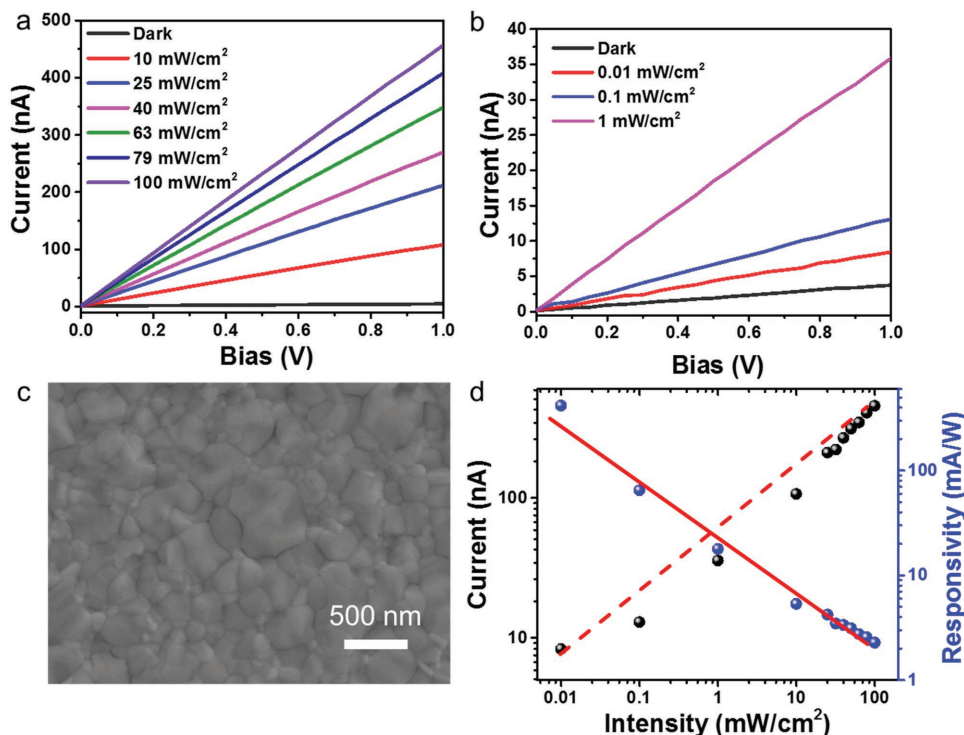 a
500
400
300
200
100
0
Current (nA)
Dark
10 mW/cm²
25 mW/cm²
40 mW/cm²
63 mW/cm²
79 mW/cm²
100 mW/cm²
0.0 0.2 0.4 0.6 0.8 1.0
Bias (V)
b
40
35
30
25
20
15
10
5
0
Current (nA)
Dark
0.01 mW/cm²
0.1 mW/cm²
1 mW/cm²
0.0 0.2 0.4 0.6 0.8 1.0
Bias (V)
c
500 nm
d
100
10
Current (nA)
100
10
1
Responsivity (mA/W)
0.01 0.1 1 10 100
Intensity (mW/cm²)